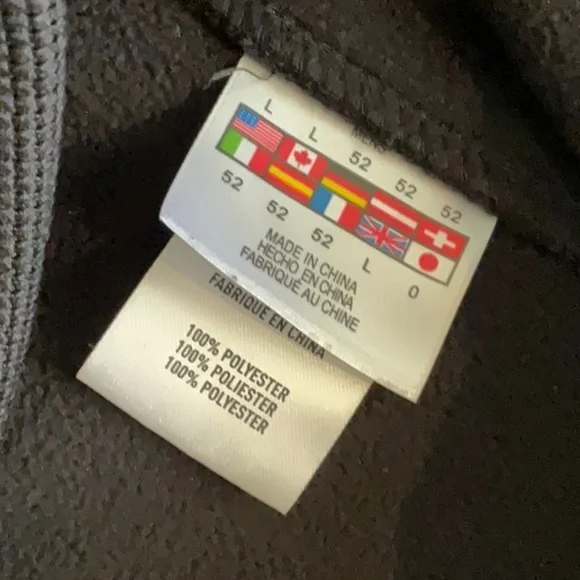 MENS
L L 52 52 52
52 52 52 L 0
MADE IN CHINA
HECHO EN CHINA
FABRIQUÉ AU CHINE
FABRIQUE EN CHINA
100% POLYESTER
100% POLIESTER
100% POLYESTER